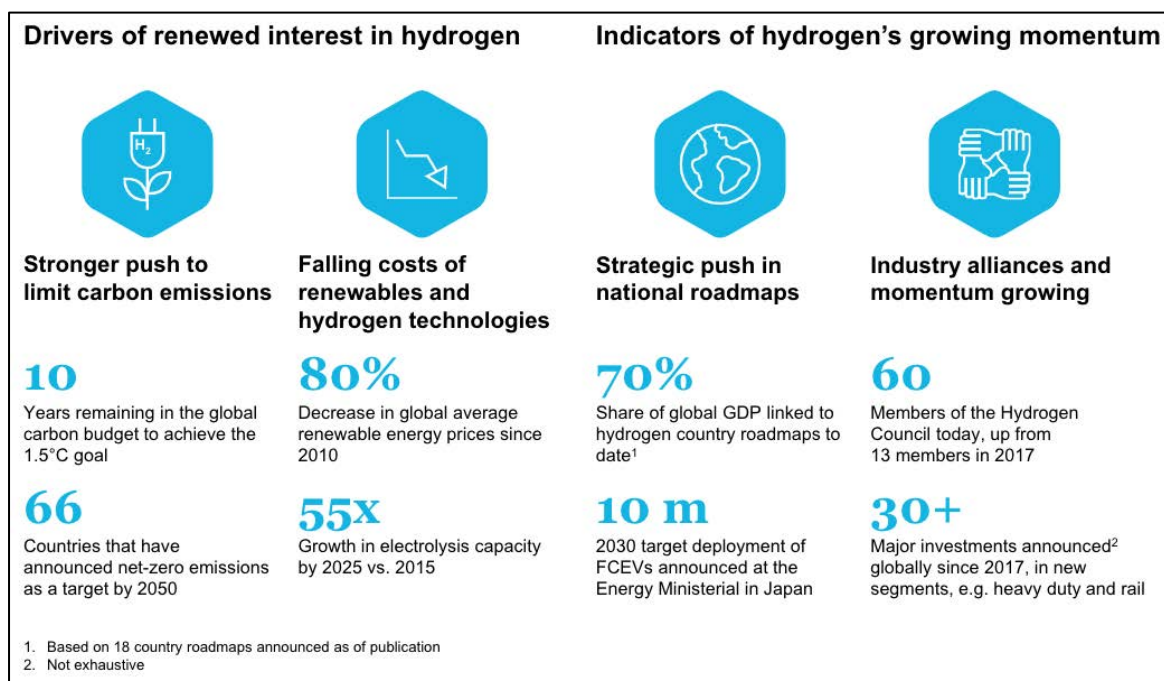 Drivers of renewed interest in hydrogen
H2
Stronger push to
limit carbon emissions
10
Years remaining in the global
carbon budget to achieve the
1.5°C goal
66
Countries that have
announced net-zero emissions
as a target by 2050
Falling costs of
renewables and
hydrogen technologies
80%
Decrease in global average
renewable energy prices since
2010
55x
Growth in electrolysis capacity
by 2025 vs. 2015
Indicators of hydrogen’s growing momentum
Strategic push in
national roadmaps
70%
Share of global GDP linked to
hydrogen country roadmaps to
date1
10 m
2030 target deployment of
FCEVs announced at the
Energy Ministerial in Japan
Industry alliances and
momentum growing
60
Members of the Hydrogen
Council today, up from
13 members in 2017
30+
Major investments announced2
globally since 2017, in new
segments, e.g. heavy duty and rail
1. Based on 18 country roadmaps announced as of publication
2. Not exhaustive